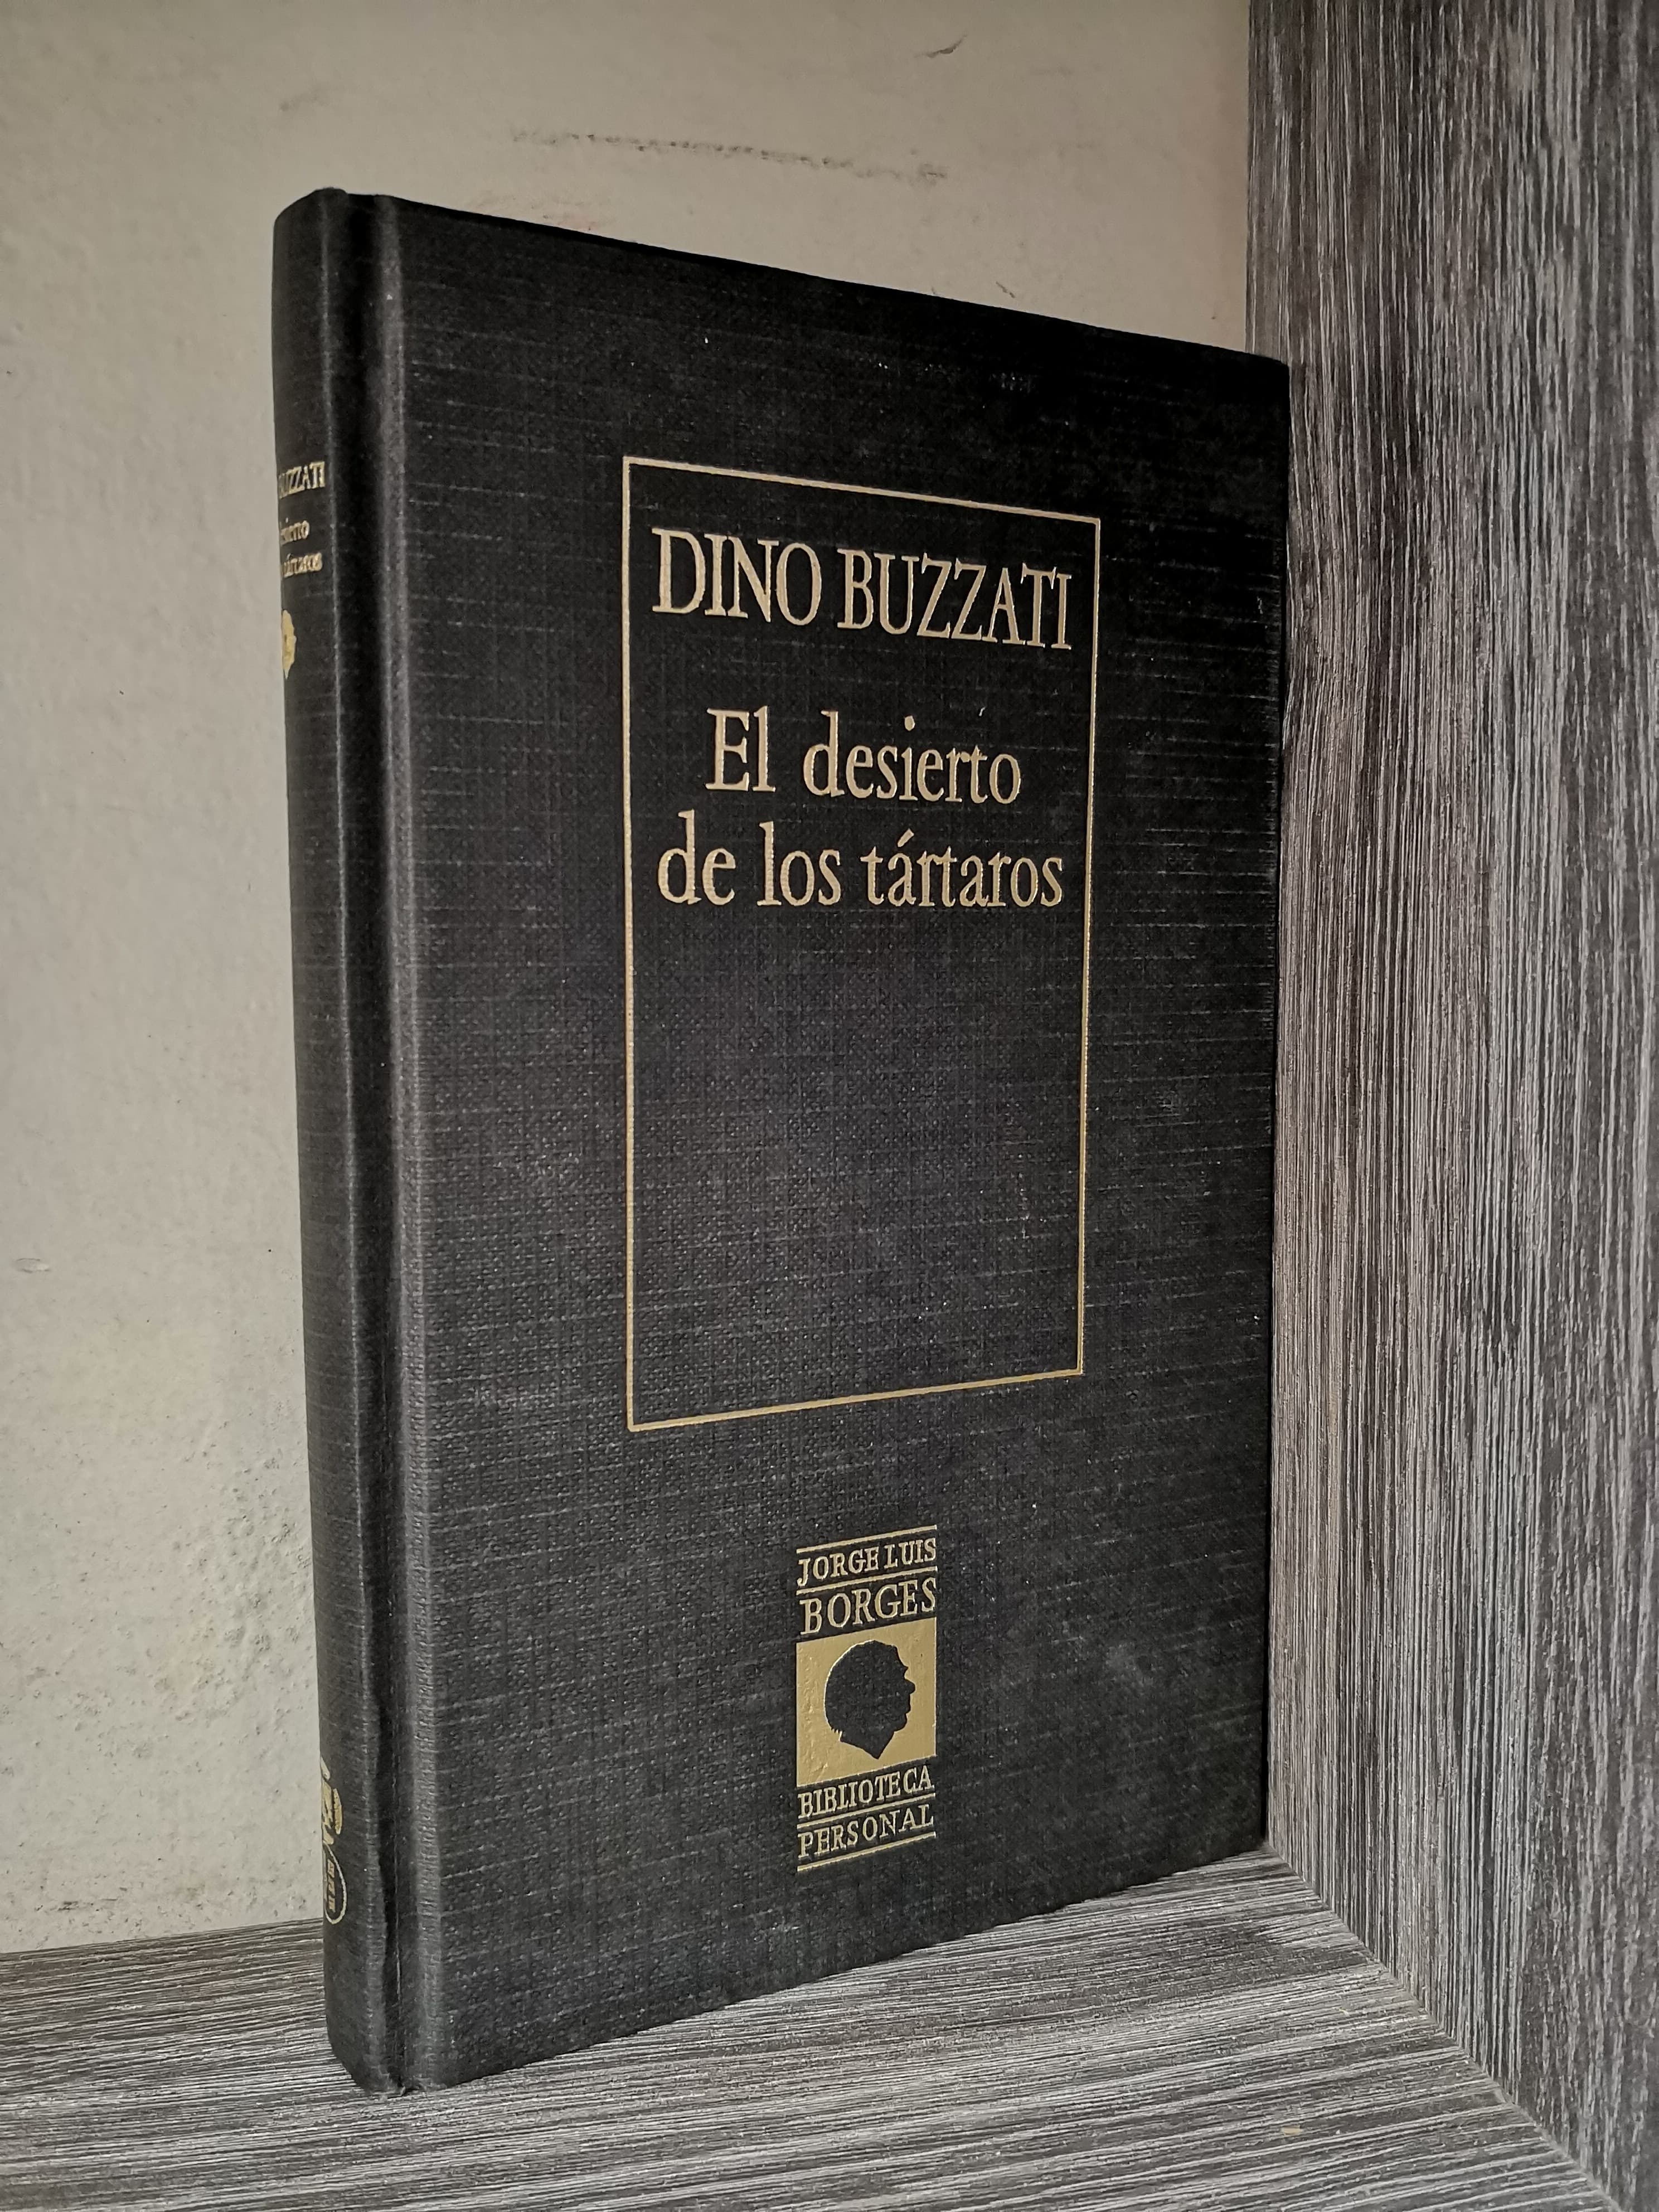 DINO BUZZATI
El desierto
de los tártaros
JORGE LUIS
BORGES
BIBLIOTECA
PERSONAL